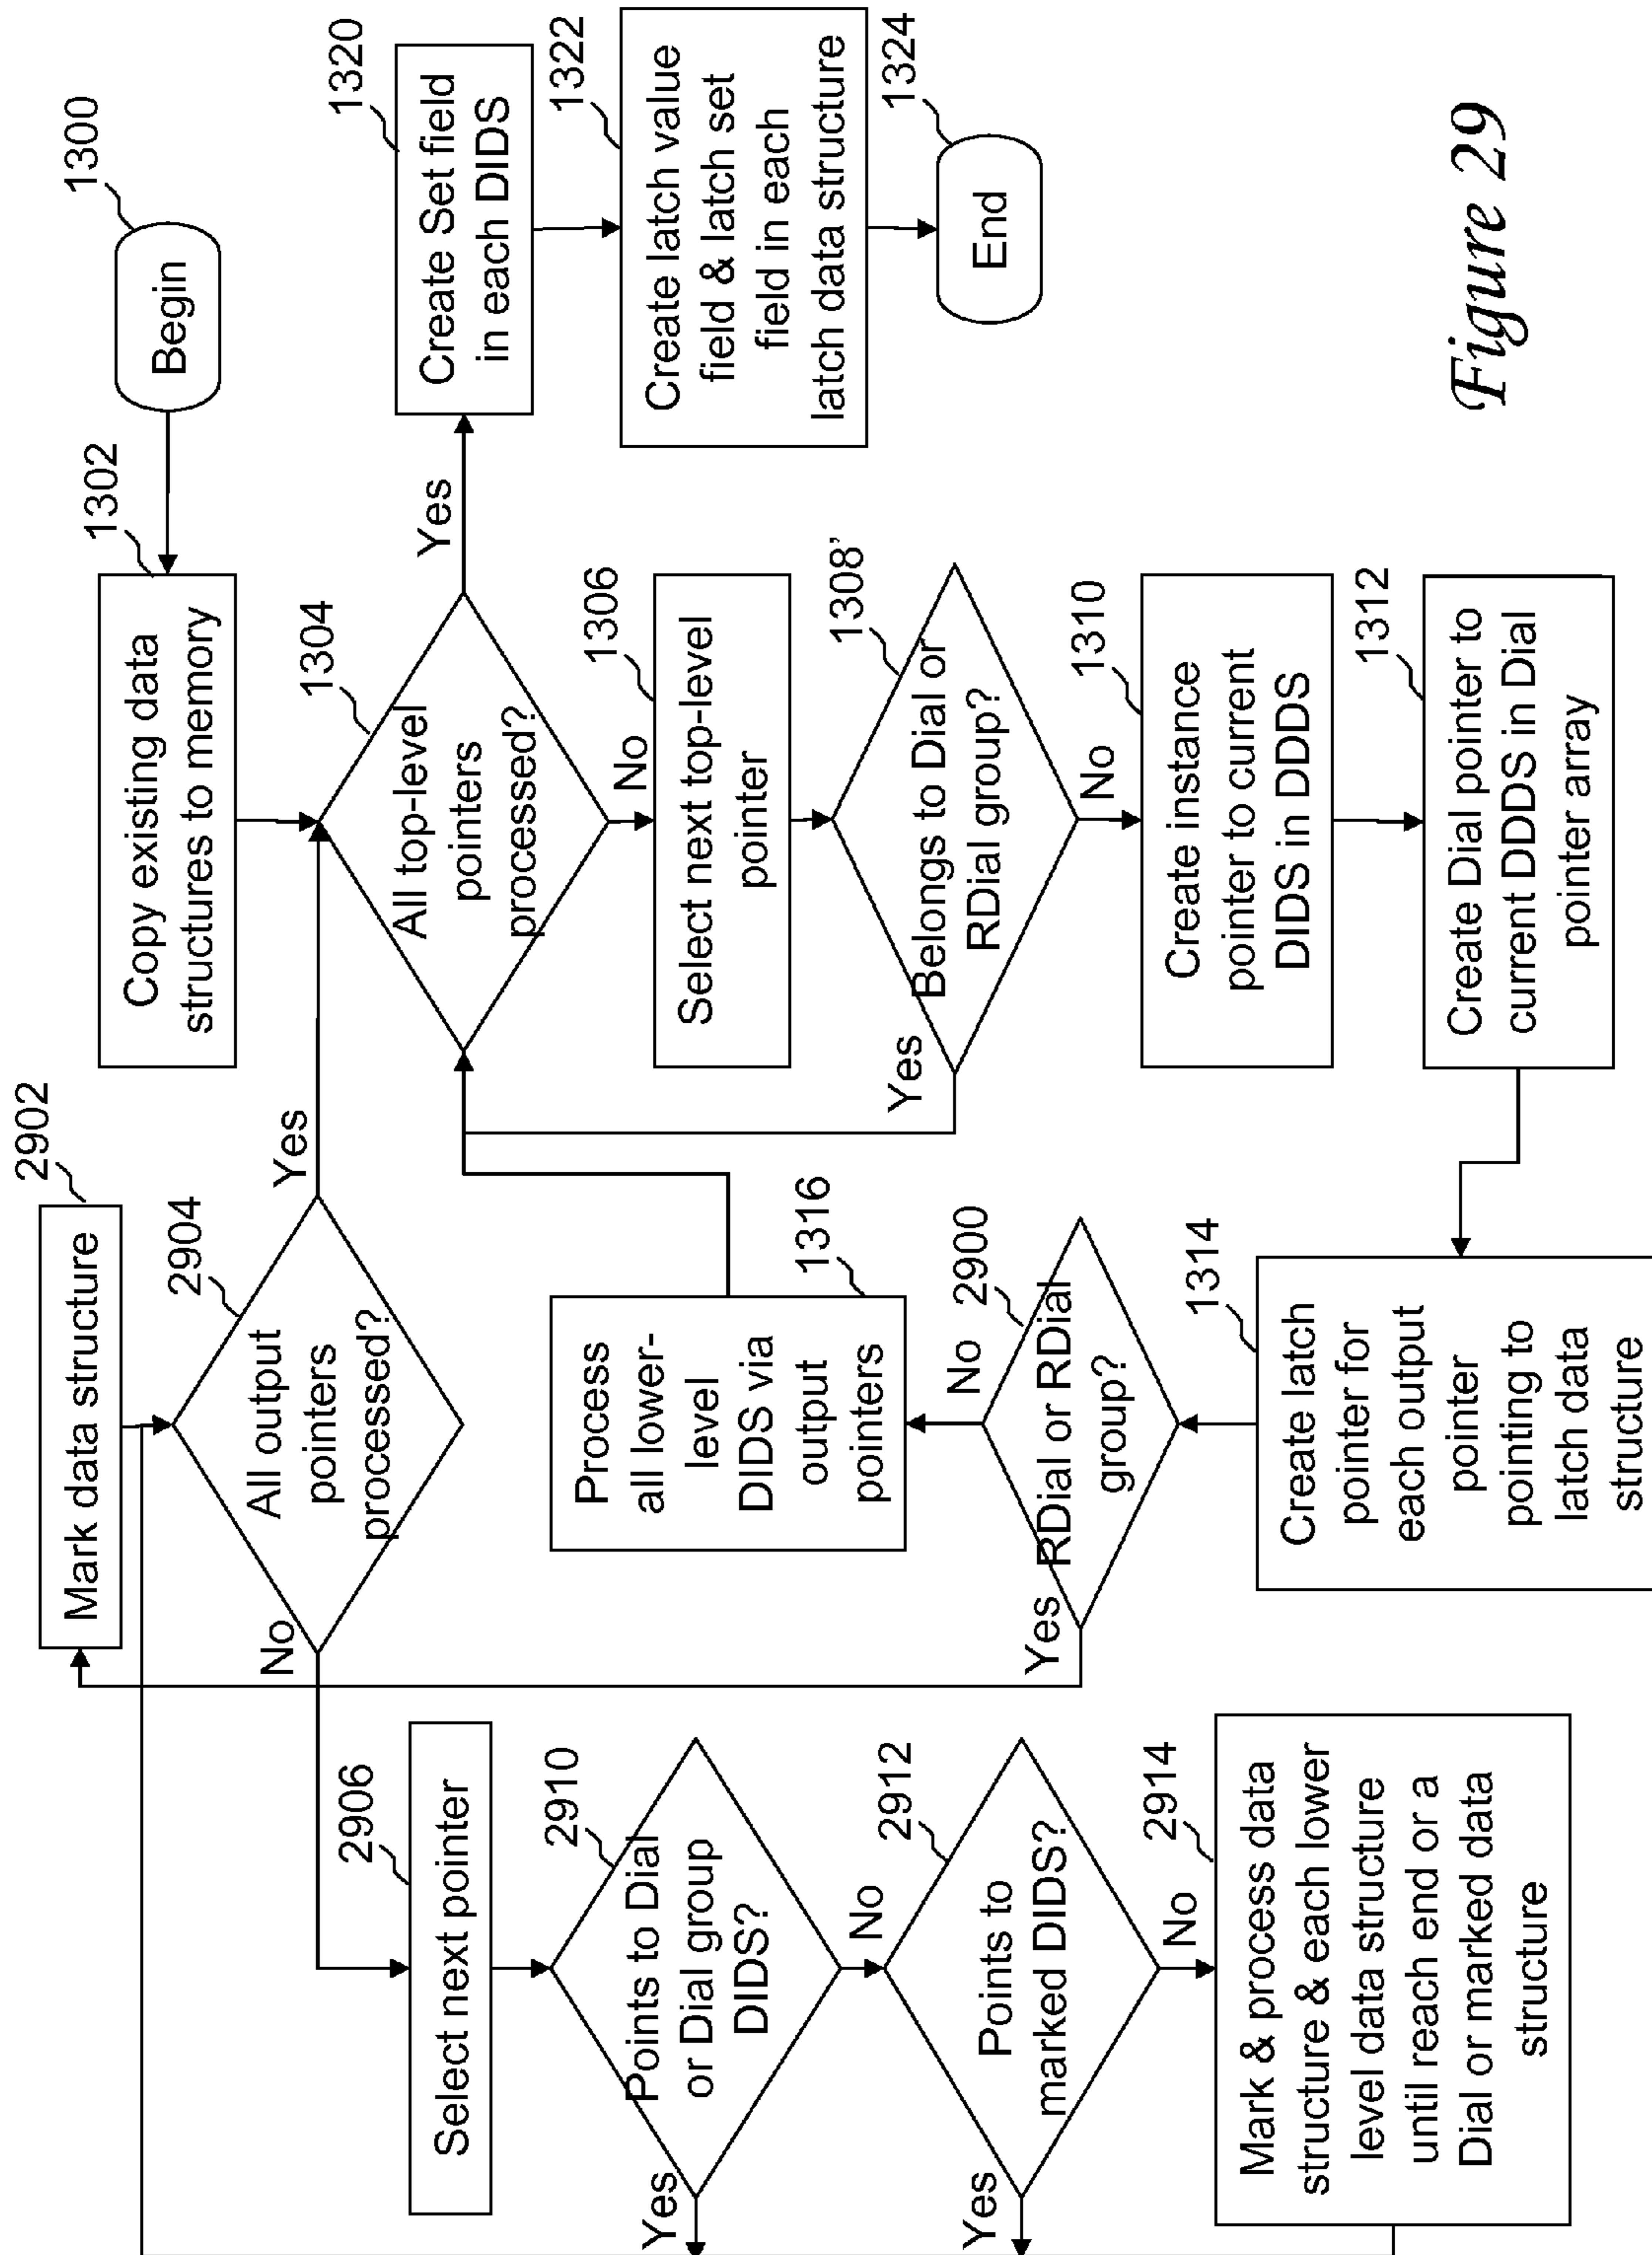 1300
Begin
1302
Copy existing data
structures to memory
1304
All top-level
pointers
processed?
Yes
No
1320
Create Set field
in each DIDS
1322
Create latch value
field & latch set
field in each
latch data structure
1324
End
1306
Select next top-level
pointer
1308’
Belongs to Dial or
RDial group?
Yes
No
1310
Create instance
pointer to current
DIDS in DDDS
1312
Create Dial pointer to
current DDDS in Dial
pointer array
1314
Create latch
pointer for
each output
pointer
pointing to
latch data
structure
2900
RDial or RDial
group?
Yes
No
1316
Process
all lower-
level
DIDS via
output
pointers
2902
Mark data structure
2904
All output
pointers
processed?
Yes
No
2906
Select next pointer
2910
Points to Dial
or Dial group
DIDS?
Yes
No
2912
Points to
marked DIDS?
Yes
No
2914
Mark & process data
structure & each lower
level data structure
until reach end or a
Dial or marked data
structure
Figure 29